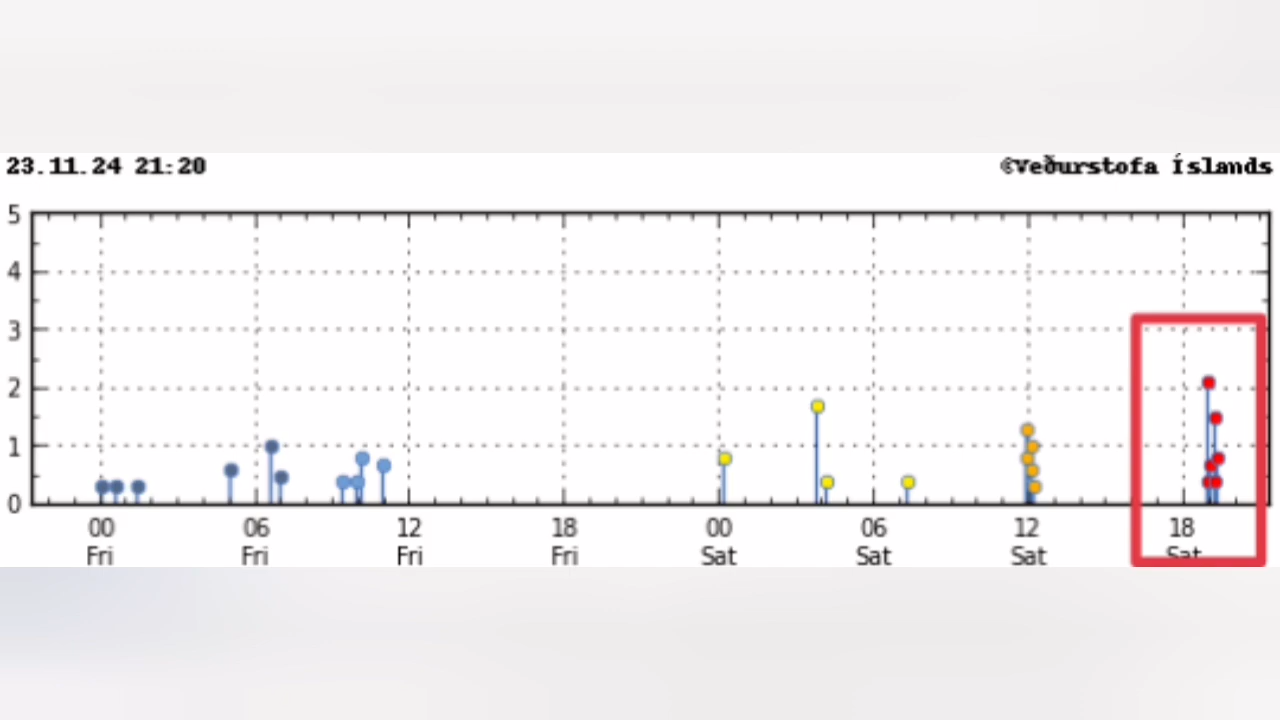 23.11.24 21:20
©Veðurstofa Íslands
5
4
3
2
1
0
00 06 12 18 00 06 12 18
Fri Fri Fri Fri Sat Sat Sat Sat